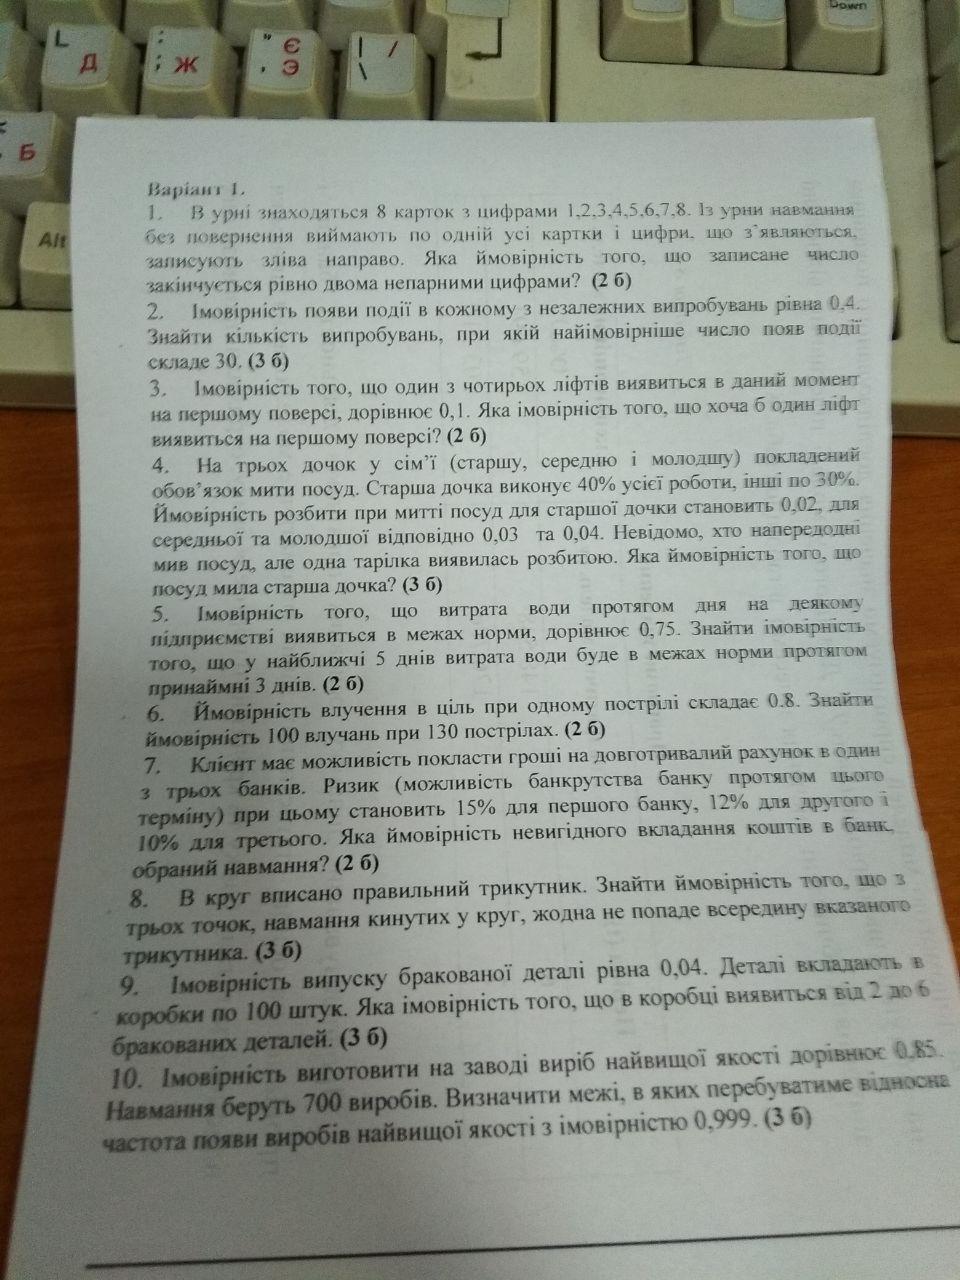 Down
L Д
: ; Ж
" Є , Э
| / \
Б
Alt
Варіант 1.
1. В урні знаходяться 8 карток з цифрами 1,2,3,4,5,6,7,8. Із урни навмання
без повернення виймають по одній усі картки і цифри, що з'являються,
записують зліва направо. Яка ймовірність того, що записане число
закінчується рівно двома непарними цифрами? (2 б)
2. Імовірність появи події в кожному з незалежних випробувань рівна 0,4.
Знайти кількість випробувань, при якій найімовірніше число появ події
складе 30. (3 б)
3. Імовірність того, що один з чотирьох ліфтів виявиться в даний момент
на першому поверсі, дорівнює 0,1. Яка імовірність того, що хоча б один ліфт
виявиться на першому поверсі? (2 б)
4. На трьох дочок у сім'ї (старшу, середню і молодшу) покладений
обов'язок мити посуд. Старша дочка виконує 40% усієї роботи, інші по 30%.
Ймовірність розбити при митті посуд для старшої дочки становить 0,02, для
середньої та молодшої відповідно 0,03 та 0,04. Невідомо, хто напередодні
мив посуд, але одна тарілка виявилась розбитою. Яка ймовірність того, що
посуд мила старша дочка? (3 б)
5. Імовірність того, що витрата води протягом дня на деякому
підприємстві виявиться в межах норми, дорівнює 0,75. Знайти імовірність
того, що у найближчі 5 днів витрата води буде в межах норми протягом
принаймні 3 днів. (2 б)
6. Ймовірність влучення в ціль при одному пострілі складає 0.8. Знайти
ймовірність 100 влучань при 130 пострілах. (2 б)
7. Клієнт має можливість покласти гроші на довготривалий рахунок в один
з трьох банків. Ризик (можливість банкрутства банку протягом цього
терміну) при цьому становить 15% для першого банку, 12% для другого і
10% для третього. Яка ймовірність невигідного вкладання коштів в банк,
обраний навмання? (2 б)
8. В круг вписано правильний трикутник. Знайти ймовірність того, що з
трьох точок, навмання кинутих у круг, жодна не попаде всередину вказаного
трикутника. (3 б)
9. Імовірність випуску бракованої деталі рівна 0,04. Деталі вкладають в
коробки по 100 штук. Яка імовірність того, що в коробці виявиться від 2 до 6
бракованих деталей. (3 б)
10. Імовірність виготовити на заводі виріб найвищої якості дорівнює 0,85.
Навмання беруть 700 виробів. Визначити межі, в яких перебуватиме відносна
частота появи виробів найвищої якості з імовірністю 0,999. (3 б)